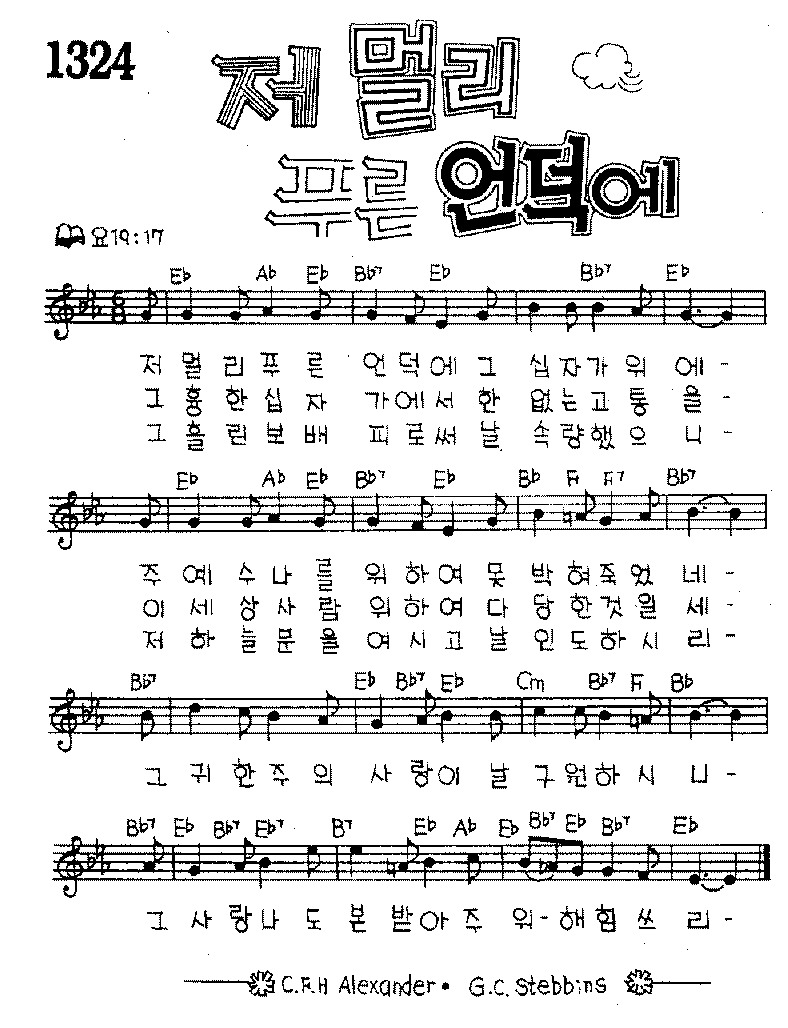 1324
저 멀리
푸른 언덕에
요19:17
E♭ A♭ E♭ B♭7 E♭ B♭7 E♭
저 멀 리 푸 른 언 덕 에 그 십 자 가 위 에 -
그 흉 한 십 자 가 에 서 한 없 는 고 통 을 -
그 흘 린 보 배 피 로 써 날 속 량 했 으 니 -
E♭ A♭ E♭ B♭7 E♭ B♭ F F7 B♭7
주 예 수 나 를 위 하 여 못 박 혀 죽 었 네 -
이 세 상 사 람 위 하 여 다 당 한 것 일 세 -
저 하 늘 문 을 여 시 고 날 인 도 하 시 리 -
B♭7 E♭ B♭7 E♭ Cm B♭7 F B♭
그 귀 한 주 의 사 랑 이 날 구 원 하 시 니 -
B♭7 E♭ B♭7 E♭7 B7 E♭ A♭ E♭ B♭7 E♭ B♭7 E♭
그 사 랑 나 도 본 받 아 주 위 - 해 힘 쓰 리 -
C.F.H Alexander • G.C. Stebbins